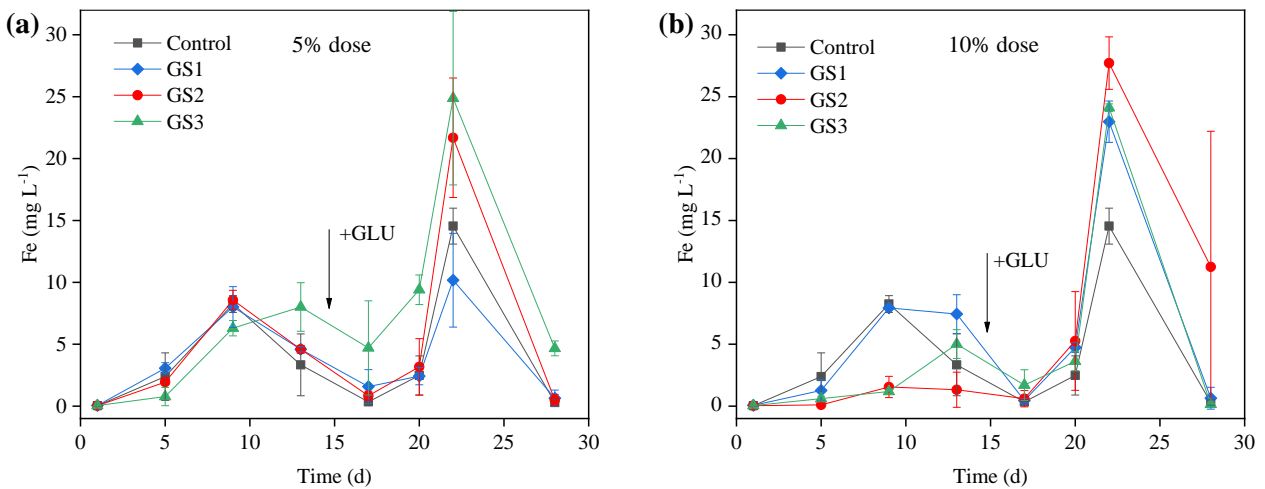 (a)
5% dose
Control
GS1
GS2
GS3
+GLU
Fe (mg L⁻¹)
30
25
20
15
10
5
0
0 5 10 15 20 25 30
Time (d)
(b)
10% dose
Control
GS1
GS2
GS3
+GLU
Fe (mg L⁻¹)
30
25
20
15
10
5
0
0 5 10 15 20 25 30
Time (d)